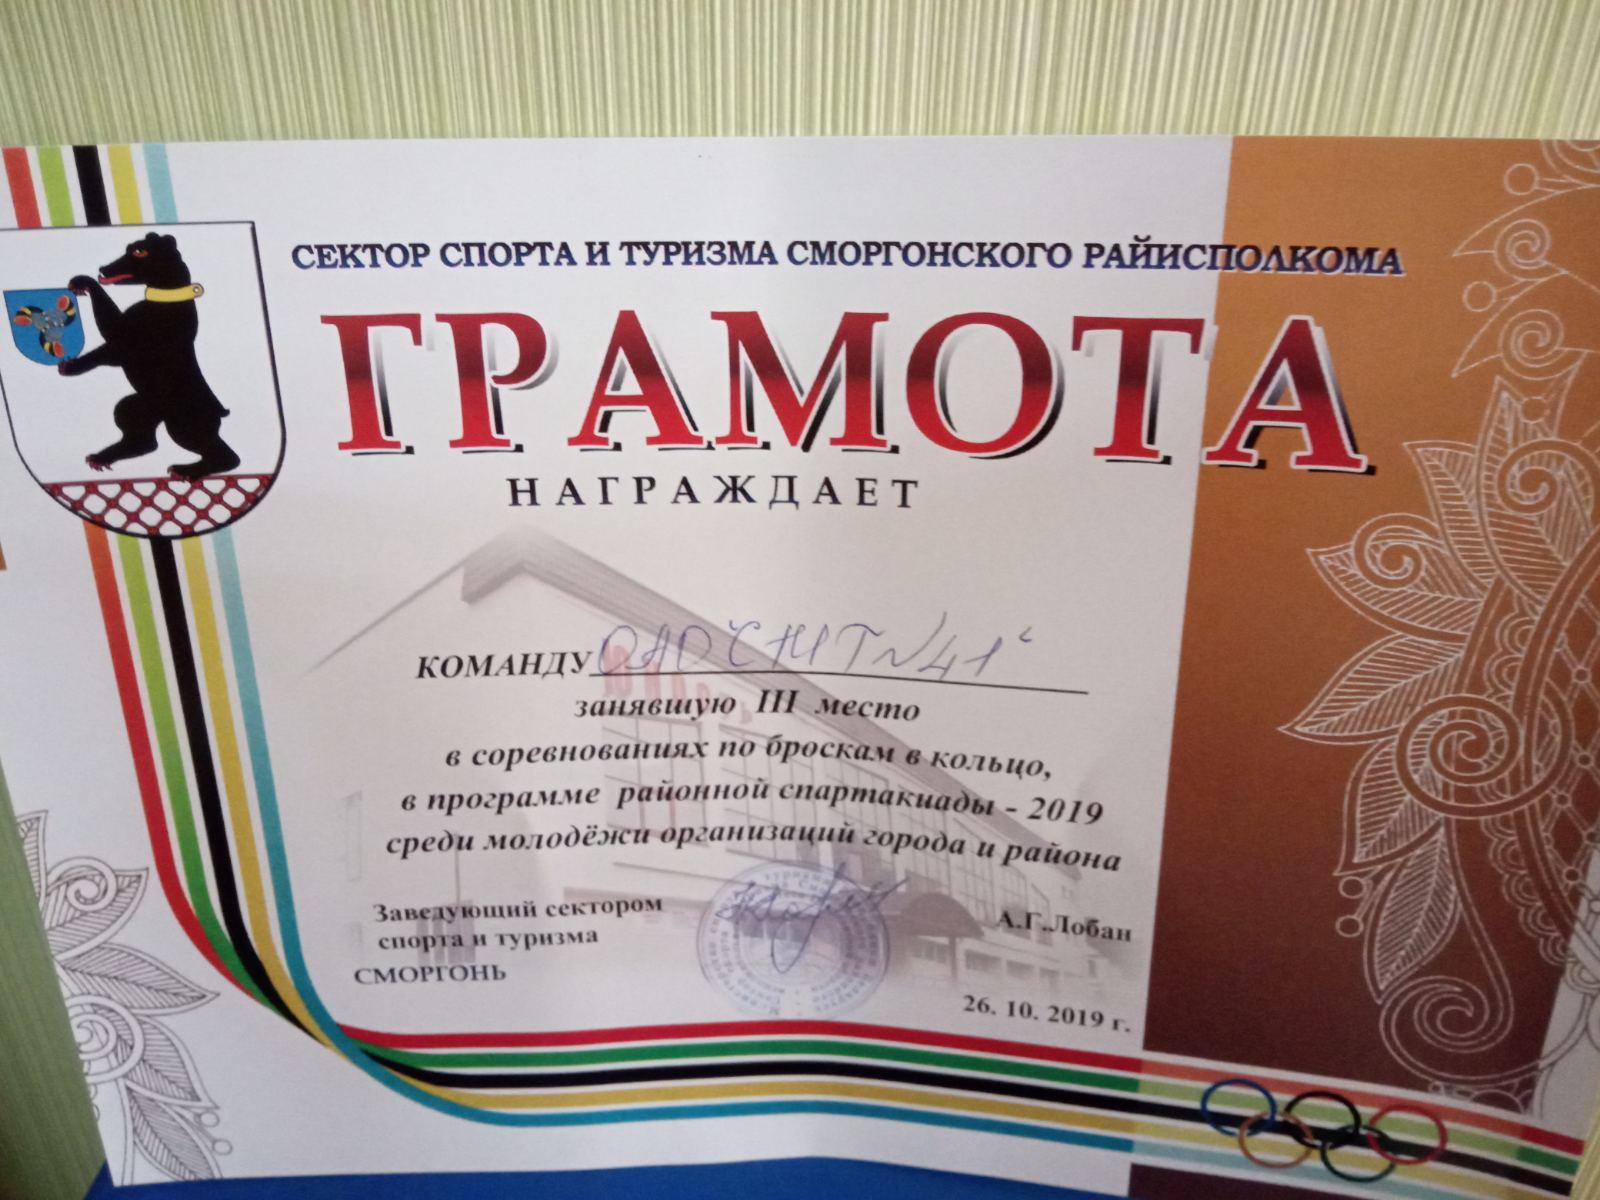 СЕКТОР СПОРТА И ТУРИЗМА СМОРГОНСКОГО РАЙИСПОЛКОМА
ГРАМОТА
НАГРАЖДАЕТ
КОМАНДУ ОАО "СМТ №41"
занявшую III место
в соревнованиях по броскам в кольцо,
в программе районной спартакиады - 2019
среди молодёжи организаций города и района
Заведующий сектором
спорта и туризма А.Г.Лобан
СМОРГОНЬ
26. 10. 2019 г.